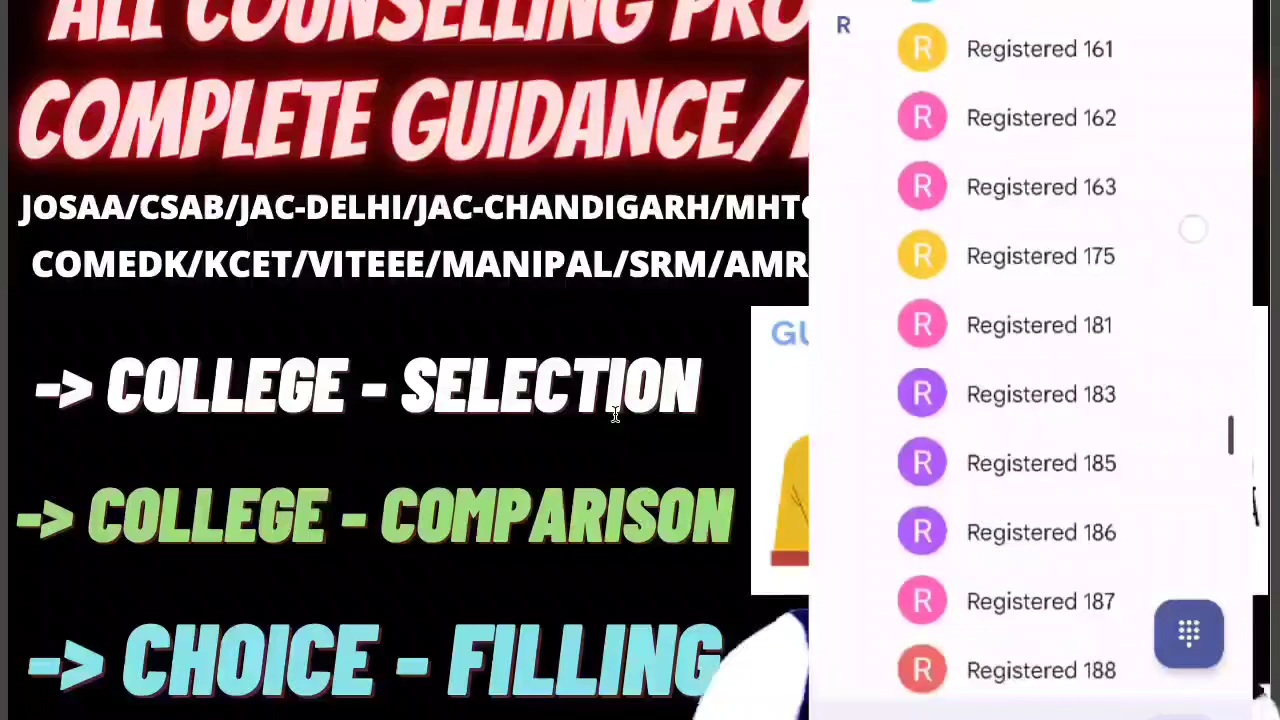 ALL COUNSELLING PRO
COMPLETE GUIDANCE/
JOSAA/CSAB/JAC-DELHI/JAC-CHANDIGARH/MHTC
COMEDK/KCET/VITEEE/MANIPAL/SRM/AMR
-> COLLEGE - SELECTION
-> COLLEGE - COMPARISON
-> CHOICE - FILLING
GU
R
R Registered 161
R Registered 162
R Registered 163
R Registered 175
R Registered 181
R Registered 183
R Registered 185
R Registered 186
R Registered 187
R Registered 188